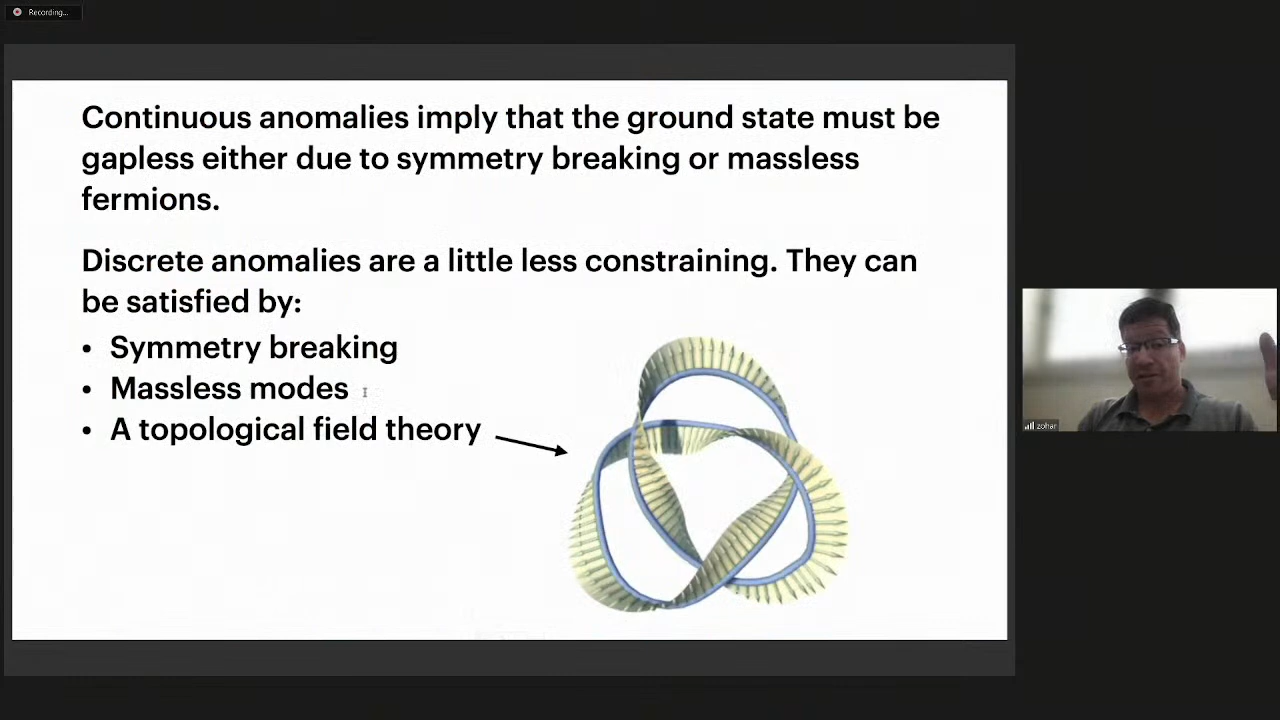 Recording...
Continuous anomalies imply that the ground state must be
gapless either due to symmetry breaking or massless
fermions.
Discrete anomalies are a little less constraining. They can
be satisfied by:
• Symmetry breaking
• Massless modes
• A topological field theory
zohar